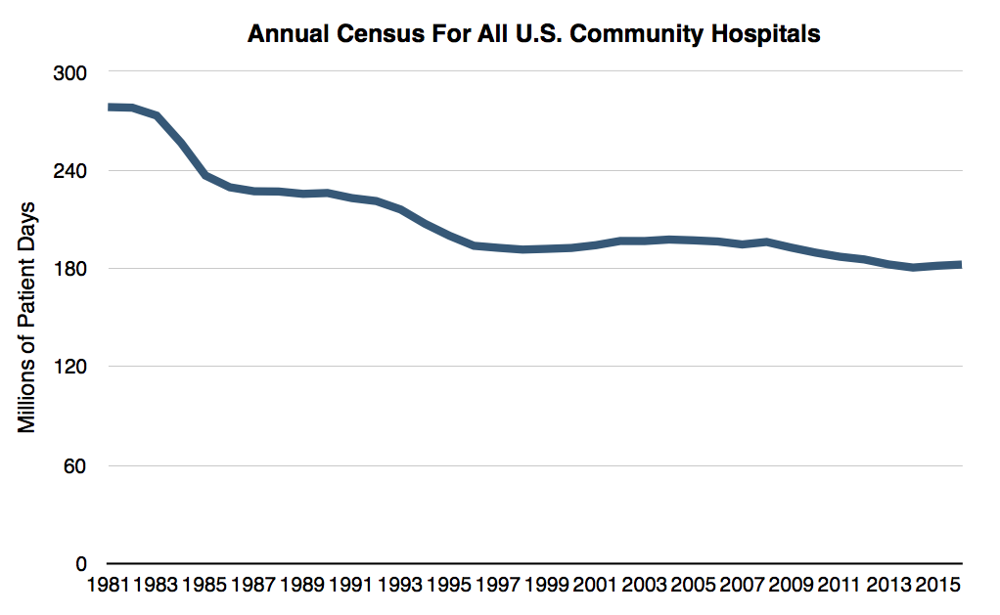 Annual Census For All U.S. Community Hospitals
Millions of Patient Days
300
240
180
120
60
0
1981 1983 1985 1987 1989 1991 1993 1995 1997 1999 2001 2003 2005 2007 2009 2011 2013 2015